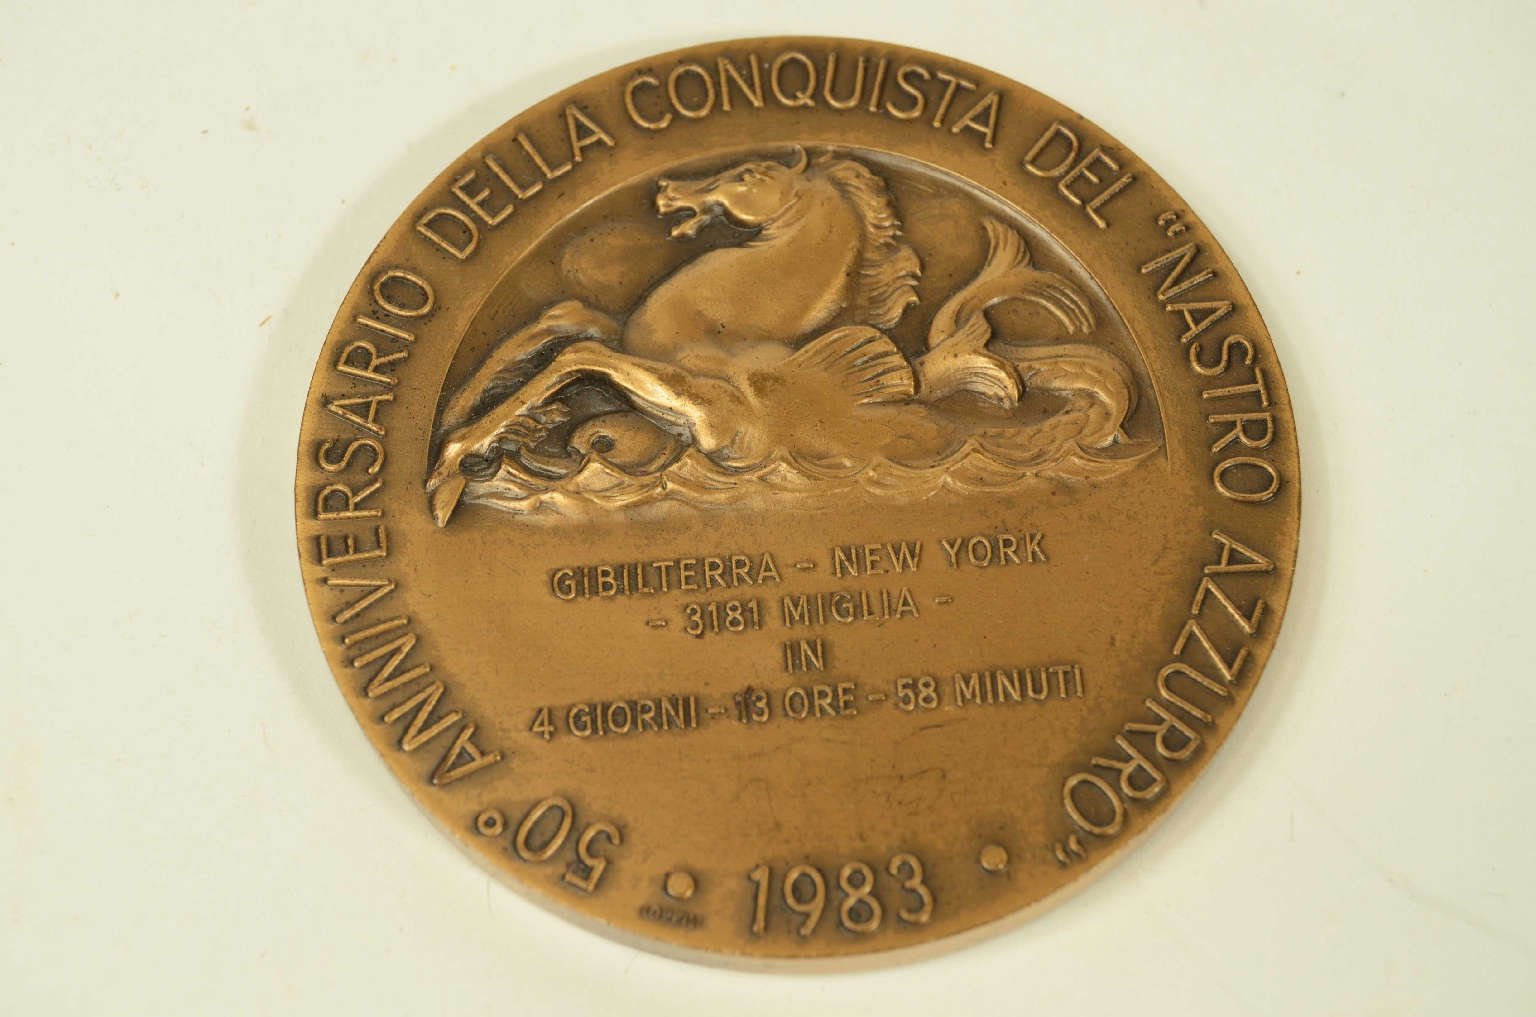 50° ANNIVERSARIO DELLA CONQUISTA DEL "NASTRO AZZURRO"
GIBILTERRA - NEW YORK
- 3181 MIGLIA -
IN
4 GIORNI - 13 ORE - 58 MINUTI
• 1983 •